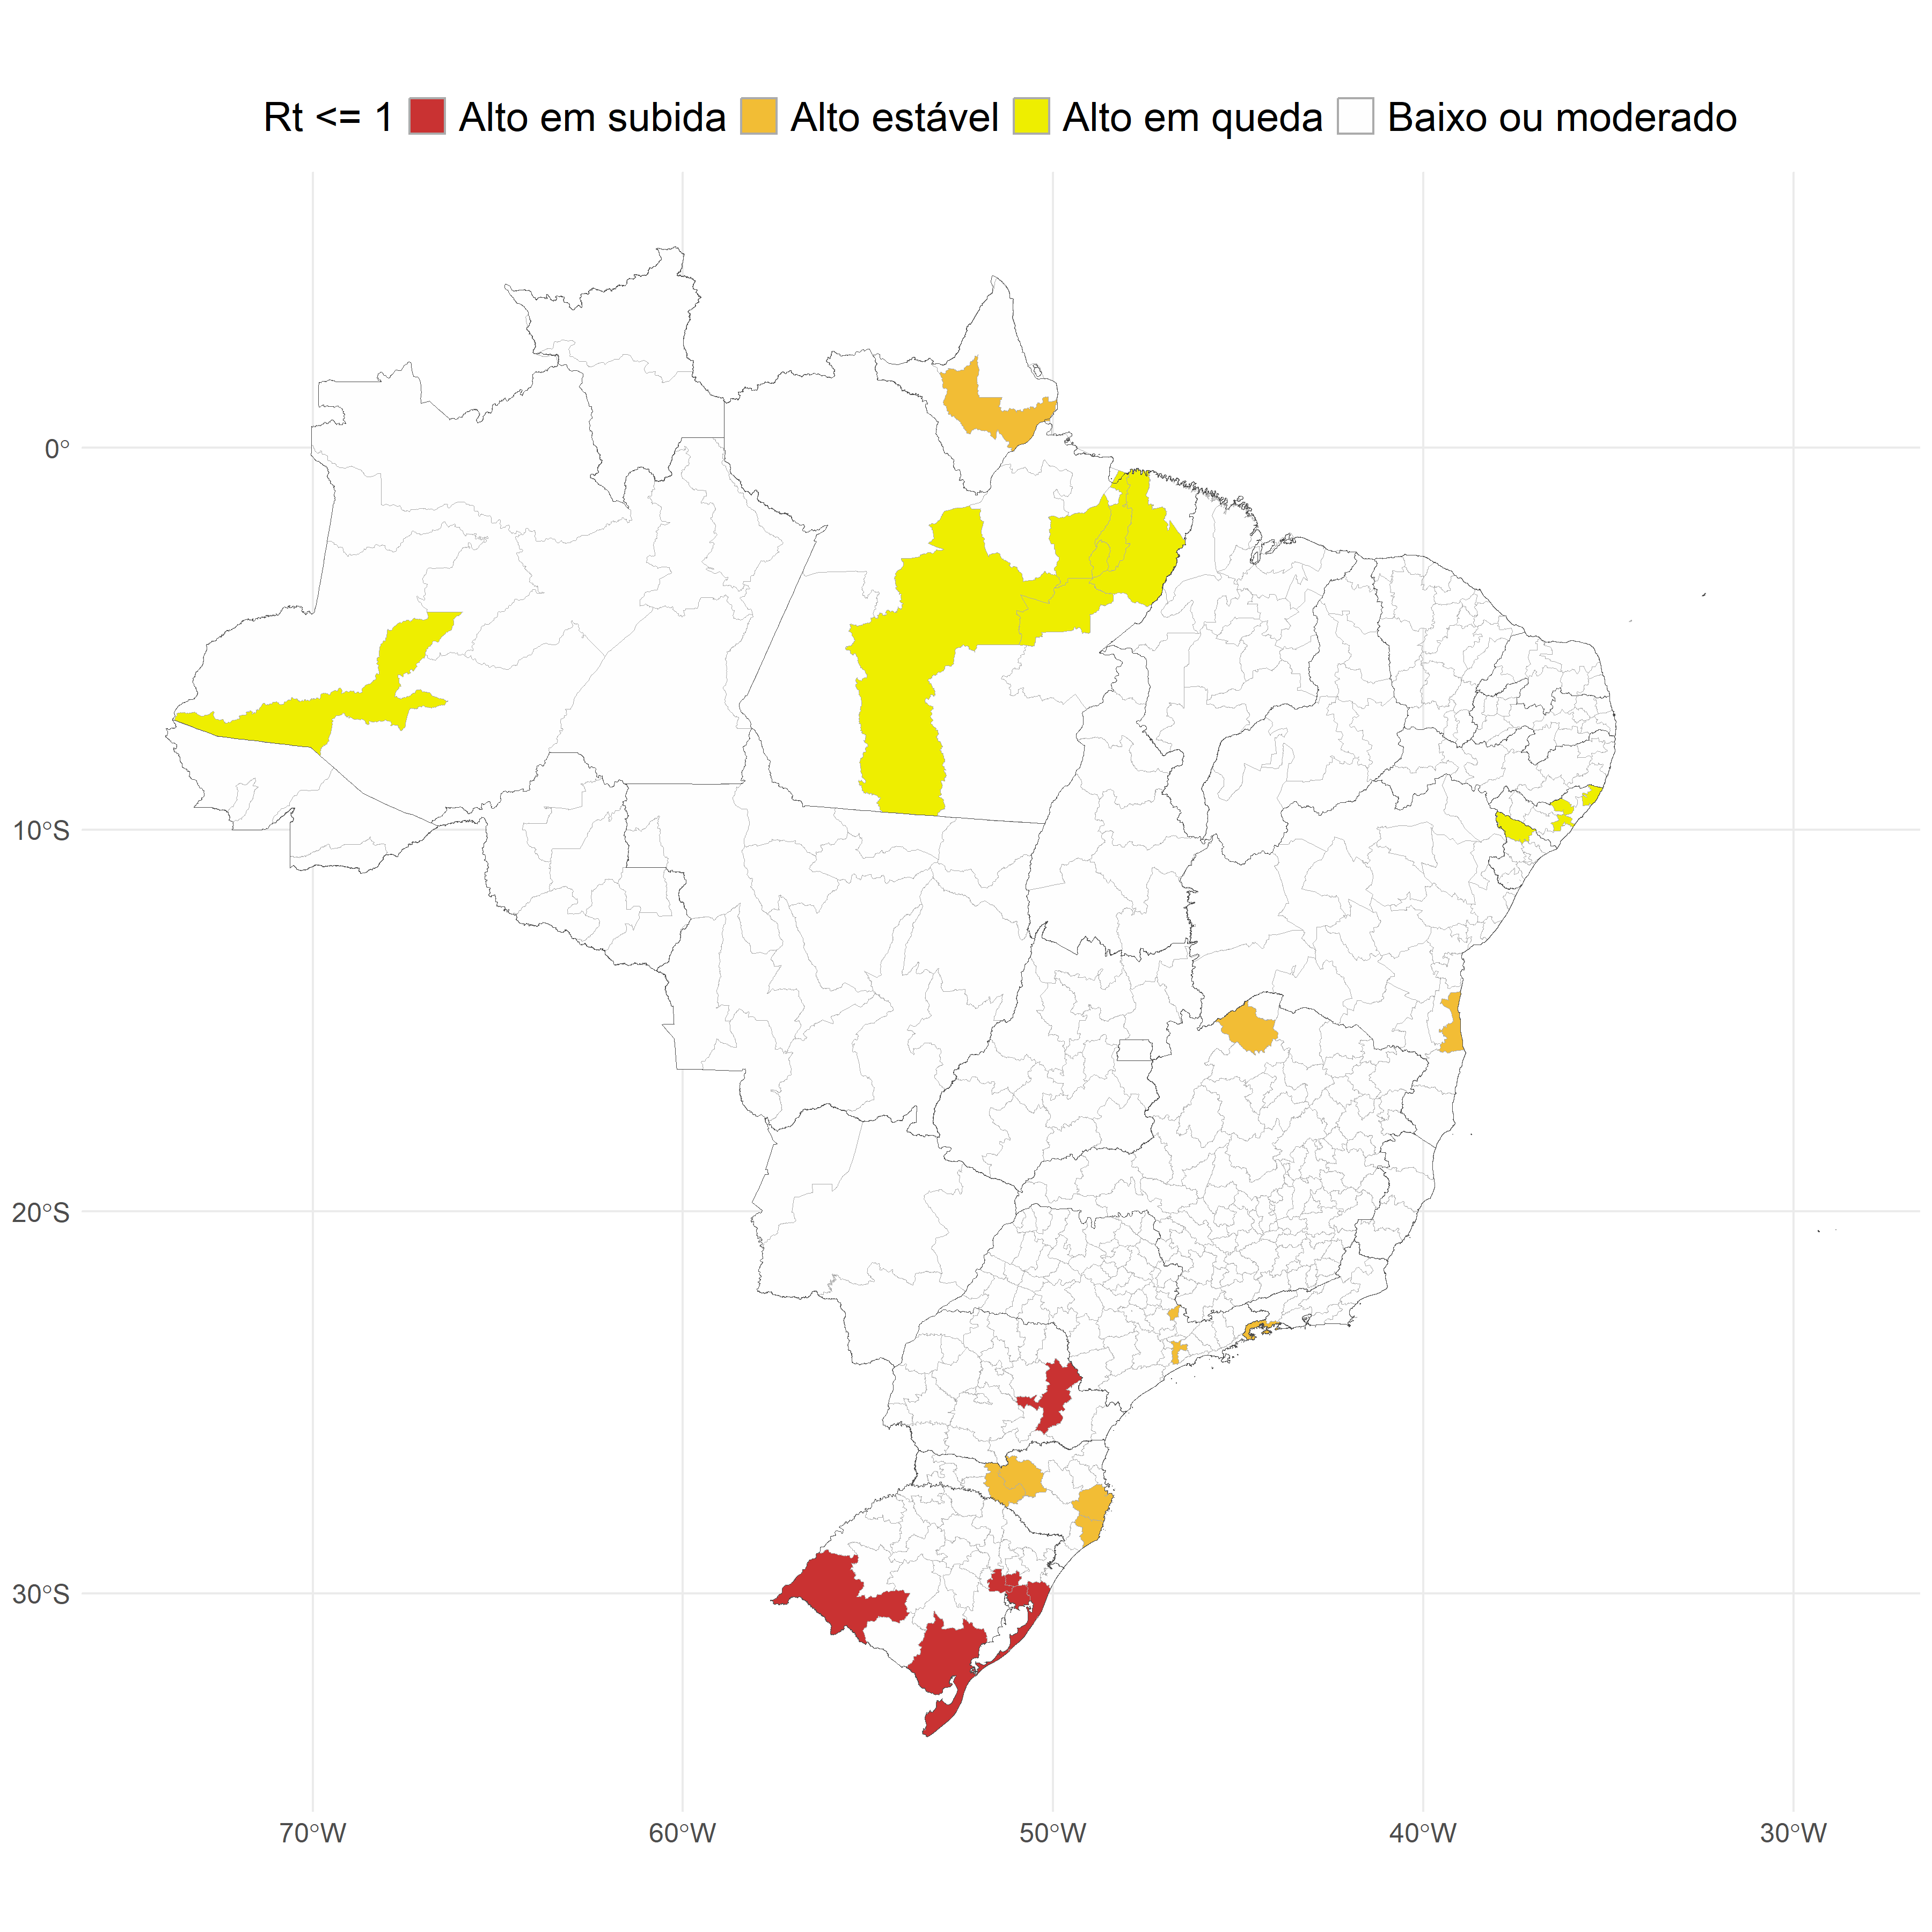 Rt <= 1 Alto em subida Alto estável Alto em queda Baixo ou moderado
0°
10°S
20°S
30°S
70°W 60°W 50°W 40°W 30°W